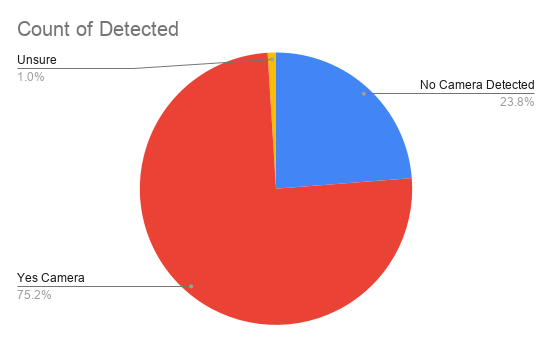 Count of Detected
Unsure
1.0%
No Camera Detected
23.8%
Yes Camera
75.2%